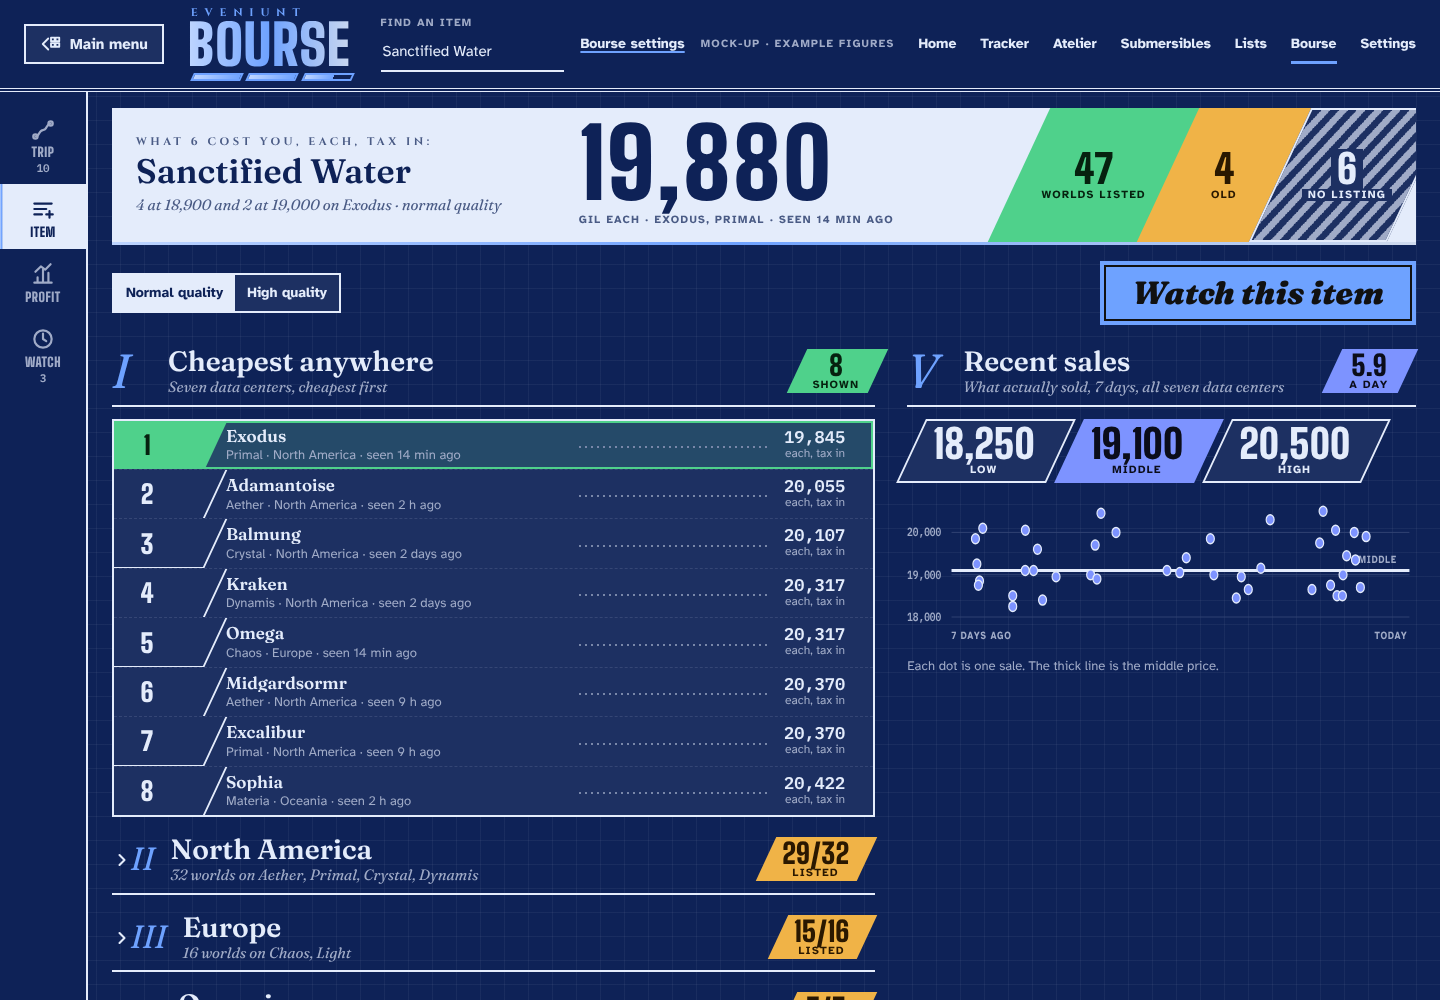 Main menu
EVENIUNT
BOURSE
FIND AN ITEM
Sanctified Water
Bourse settings
MOCK-UP · EXAMPLE FIGURES
Home
Tracker
Atelier
Submersibles
Lists
Bourse
Settings
TRIP
10
ITEM
PROFIT
WATCH
3
WHAT 6 COST YOU, EACH, TAX IN:
Sanctified Water
4 at 18,900 and 2 at 19,000 on Exodus · normal quality
19,880
GIL EACH · EXODUS, PRIMAL · SEEN 14 MIN AGO
47
WORLDS LISTED
4
OLD
6
NO LISTING
Normal quality
High quality
Watch this item
I
Cheapest anywhere
Seven data centers, cheapest first
8
SHOWN
1
Exodus
Primal · North America · seen 14 min ago
19,845
each, tax in
2
Adamantoise
Aether · North America · seen 2 h ago
20,055
each, tax in
3
Balmung
Crystal · North America · seen 2 days ago
20,107
each, tax in
4
Kraken
Dynamis · North America · seen 2 days ago
20,317
each, tax in
5
Omega
Chaos · Europe · seen 14 min ago
20,317
each, tax in
6
Midgardsormr
Aether · North America · seen 9 h ago
20,370
each, tax in
7
Excalibur
Primal · North America · seen 9 h ago
20,370
each, tax in
8
Sophia
Materia · Oceania · seen 2 h ago
20,422
each, tax in
II
North America
32 worlds on Aether, Primal, Crystal, Dynamis
29/32
LISTED
III
Europe
16 worlds on Chaos, Light
15/16
LISTED
V
Recent sales
What actually sold, 7 days, all seven data centers
5.9
A DAY
18,250
LOW
19,100
MIDDLE
20,500
HIGH
20,000
19,000
18,000
MIDDLE
7 DAYS AGO
TODAY
Each dot is one sale. The thick line is the middle price.